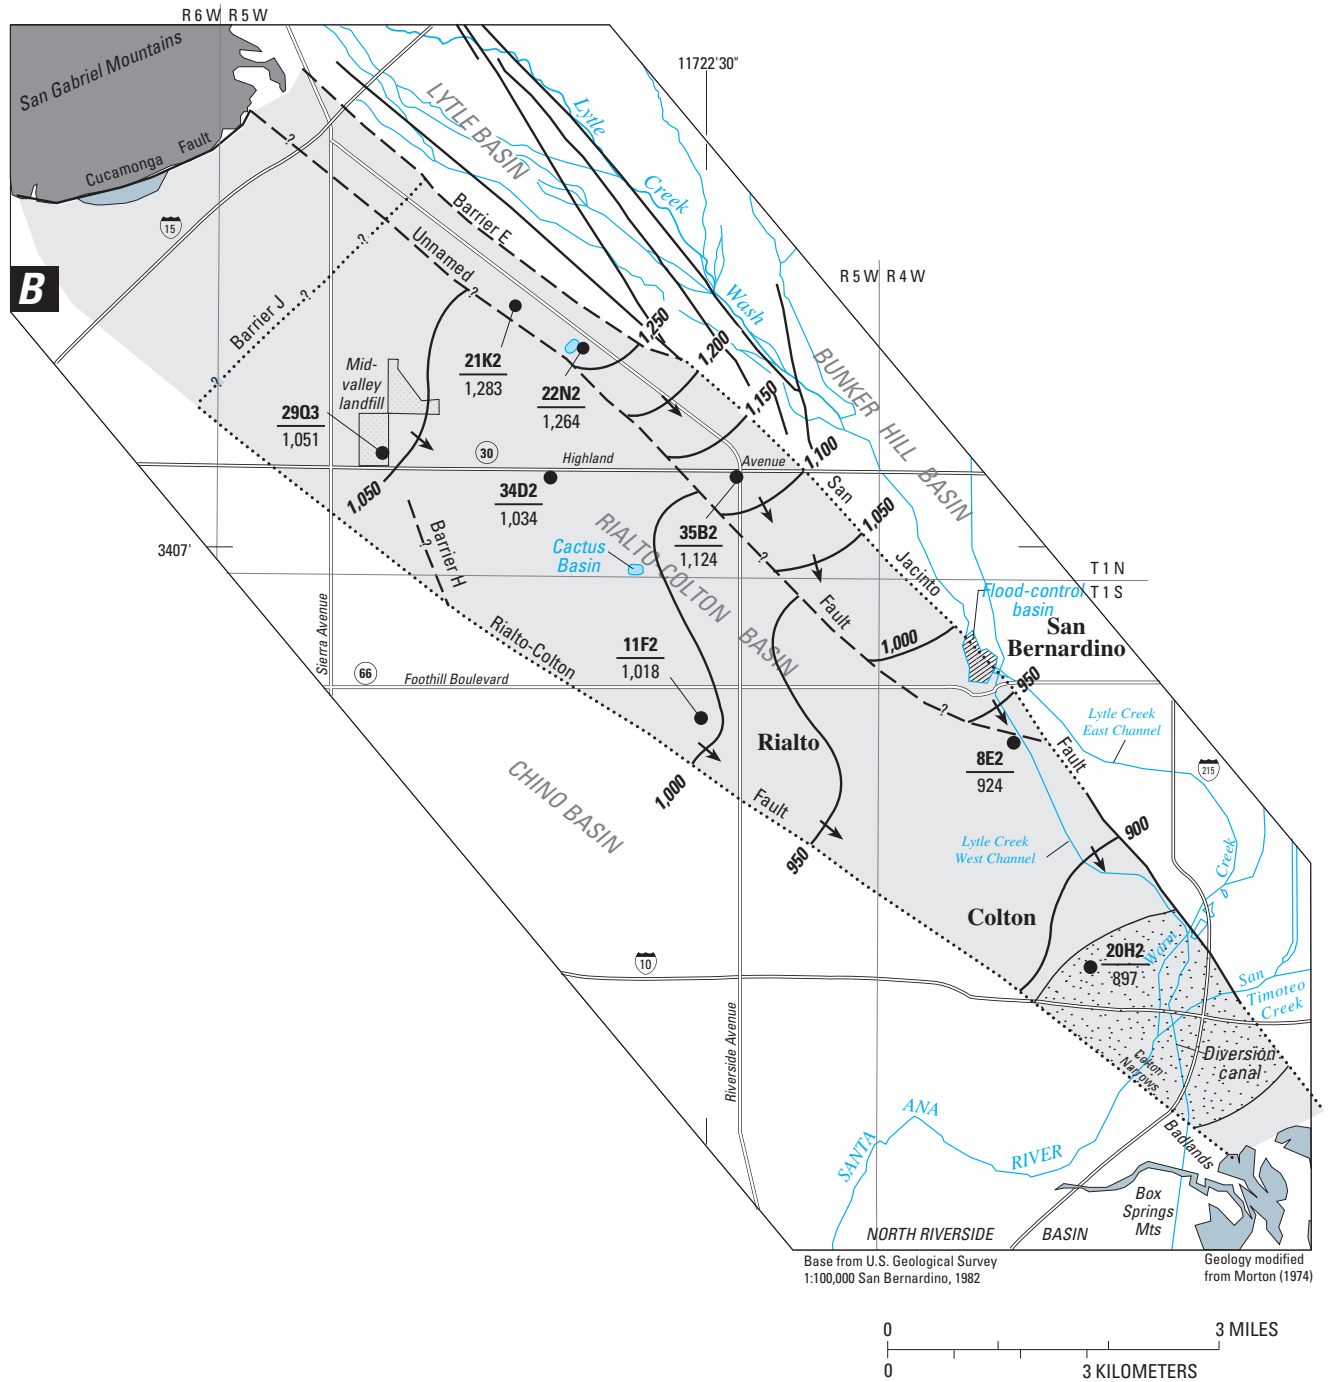 R 6 W R 5 W
San Gabriel Mountains
11722'30"
LYTLE BASIN
Lytle
Creek
Wash
Cucamonga Fault
?
15
Barrier E
Unnamed
?
?
R 5 W R 4 W
B
Barrier J
?
?
1,250
1,200
BUNKER HILL BASIN
21K2
1,283
Mid-
valley
landfill
22N2
1,264
1,150
29Q3
1,051
1,100
30
Highland
Avenue
1,050
34D2
1,034
San
1,050
RIALTO-COLTON BASIN
35B2
1,124
3407'
Barrier H
?
Cactus
Basin
?
Jacinto
T 1 N
T 1 S
Flood-control
basin
Fault
San
Bernardino
Sierra Avenue
Rialto-Colton
11F2
1,018
1,000
66
Foothill Boulevard
950
?
Lytle Creek
East Channel
Rialto
8E2
924
Fault
215
CHINO BASIN
1,000
Fault
900
950
Lytle Creek
West Channel
Creek
Colton
Warm
20H2
897
10
San
Timoteo
Creek
Riverside Avenue
Colton
Narrows
Diversion
canal
SANTA
ANA
RIVER
Badlands
Box
Springs
Mts
NORTH RIVERSIDE BASIN
Base from U.S. Geological Survey
1:100,000 San Bernardino, 1982
Geology modified
from Morton (1974)
0 3 MILES
0 3 KILOMETERS